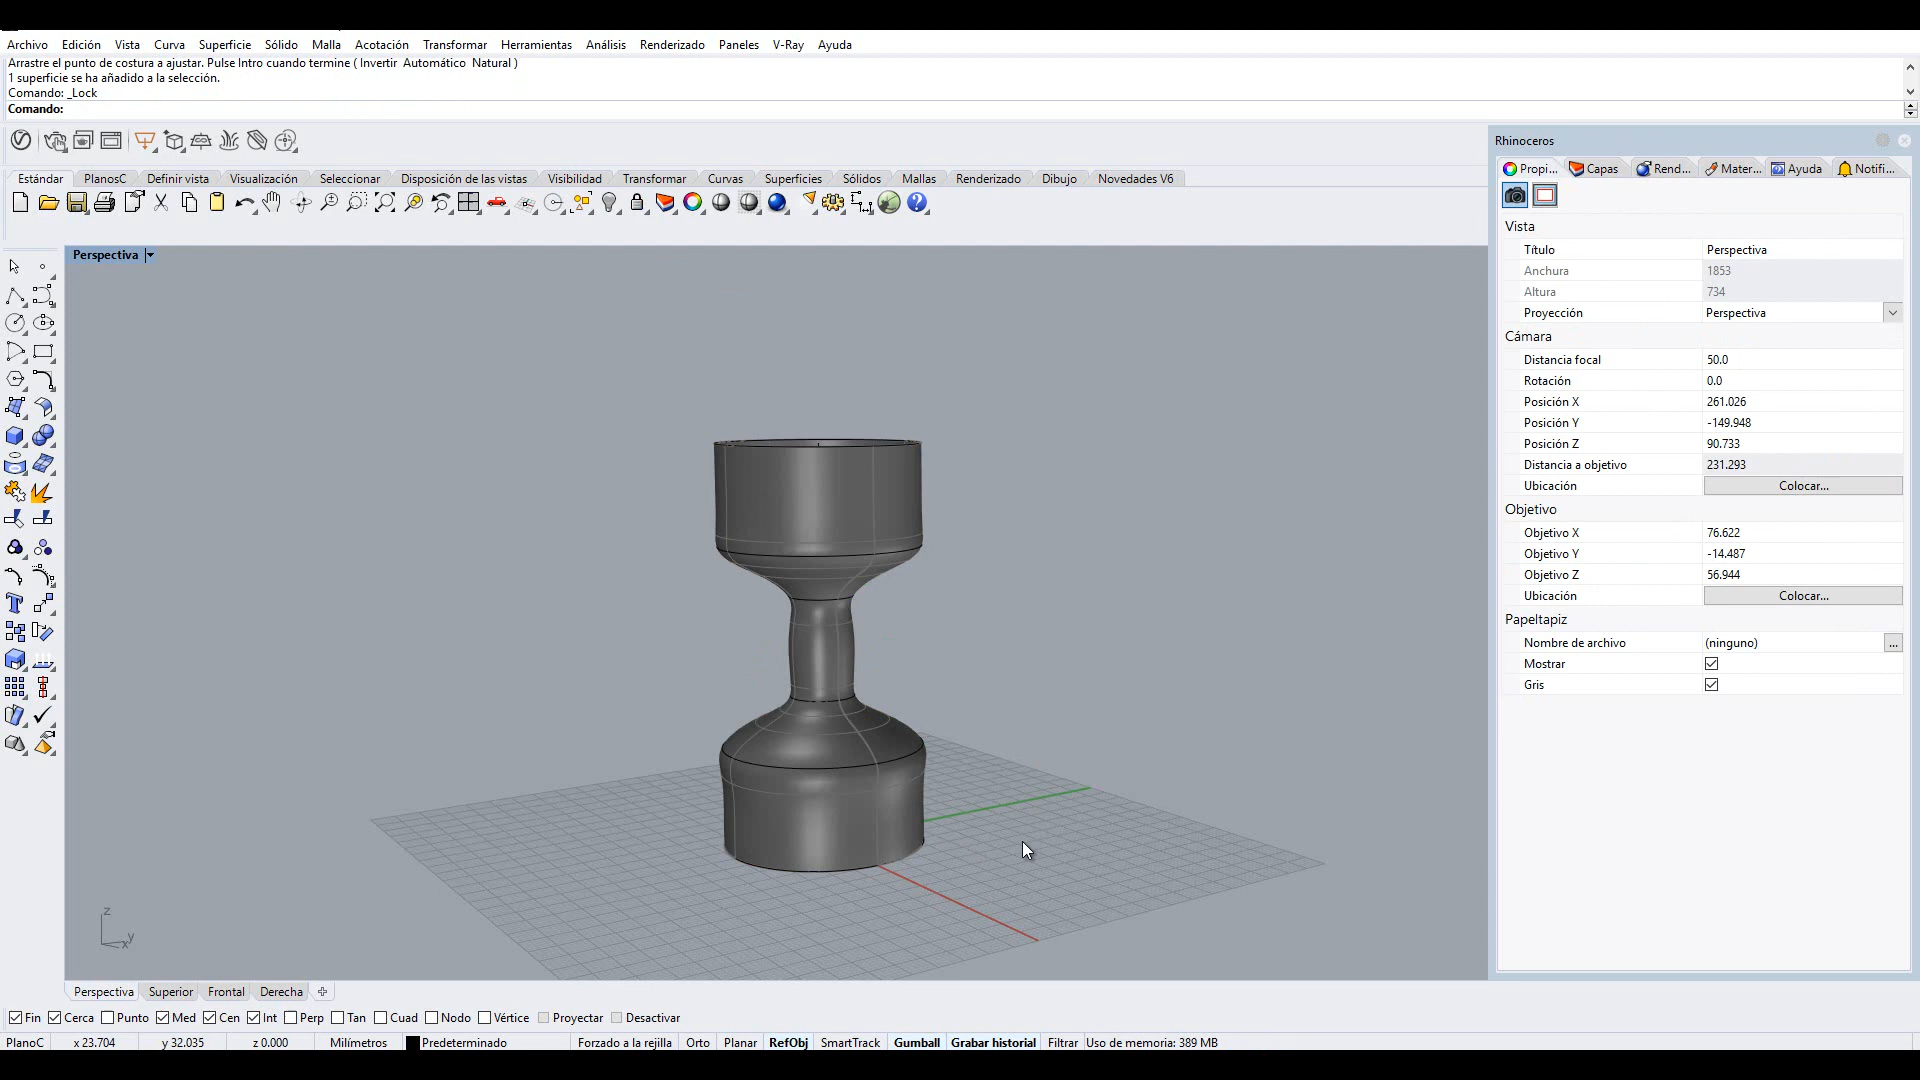 Archivo Edición Vista Curva Superficie Sólido Malla Acotación Transformar Herramientas Análisis Renderizado Paneles V-Ray Ayuda
Arrastre el punto de costura a ajustar. Pulse Intro cuando termine ( Invertir Automático Natural )
1 superficie se ha añadido a la selección.
Comando: _Lock
Comando:
Rhinoceros
Propi... Capas Rend... Mater... Ayuda Notifi...
Estándar PlanosC Definir vista Visualización Seleccionar Disposición de las vistas Visibilidad Transformar Curvas Superficies Sólidos Mallas Renderizado Dibujo Novedades V6
Perspectiva
Vista
Título Perspectiva
Anchura 1853
Altura 734
Proyección Perspectiva
Cámara
Distancia focal 50.0
Rotación 0.0
Posición X 261.026
Posición Y -149.948
Posición Z 90.733
Distancia a objetivo 231.293
Ubicación Colocar...
Objetivo
Objetivo X 76.622
Objetivo Y -14.487
Objetivo Z 56.944
Ubicación Colocar...
Papeltapiz
Nombre de archivo (ninguno) ...
Mostrar
Gris
z
y
x
Perspectiva Superior Frontal Derecha
Fin Cerca Punto Med Cen Int Perp Tan Cuad Nodo Vértice Proyectar Desactivar
PlanoC x 23.704 y 32.035 z 0.000 Milímetros Predeterminado Forzado a la rejilla Orto Planar RefObj SmartTrack Gumball Grabar historial Filtrar Uso de memoria: 389 MB